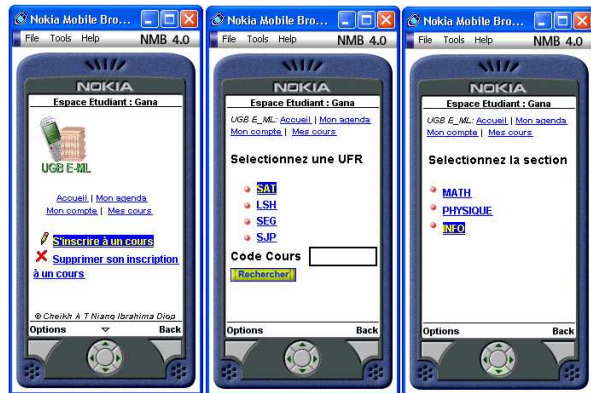 Nokia Mobile Bro...
File Tools Help NMB 4.0
NOKIA
Espace Etudiant : Gana
UGB E-ML
Accueil | Mon agenda
Mon compte | Mes cours
S'inscrire à un cours
Supprimer son inscription
à un cours
© Cheikh A T Niang Ibrahima Diop
Options Back
Nokia Mobile Bro...
File Tools Help NMB 4.0
NOKIA
Espace Etudiant : Gana
UGB E_ML: Accueil | Mon agenda
Mon compte | Mes cours
Selectionnez une UFR
SAT
LSH
SEG
SJP
Code Cours
Rechercher
Options Back
Nokia Mobile Bro...
File Tools Help NMB 4.0
NOKIA
Espace Etudiant : Gana
UGB E_ML: Accueil | Mon agenda
Mon compte | Mes cours
Selectionnez la section
MATH
PHYSIQUE
INFO
Options Back